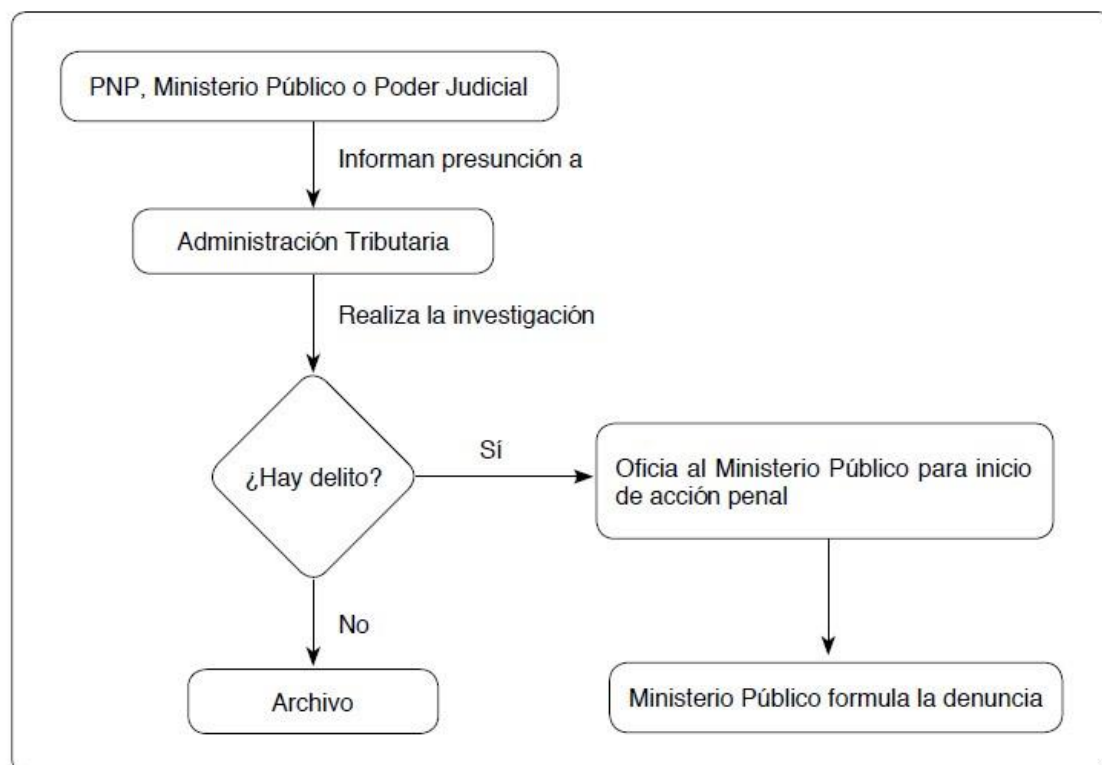 PNP, Ministerio Público o Poder Judicial
Informan presunción a
Administración Tributaria
Realiza la investigación
¿Hay delito?
Sí
Oficia al Ministerio Público para inicio
de acción penal
No
Archivo
Ministerio Público formula la denuncia